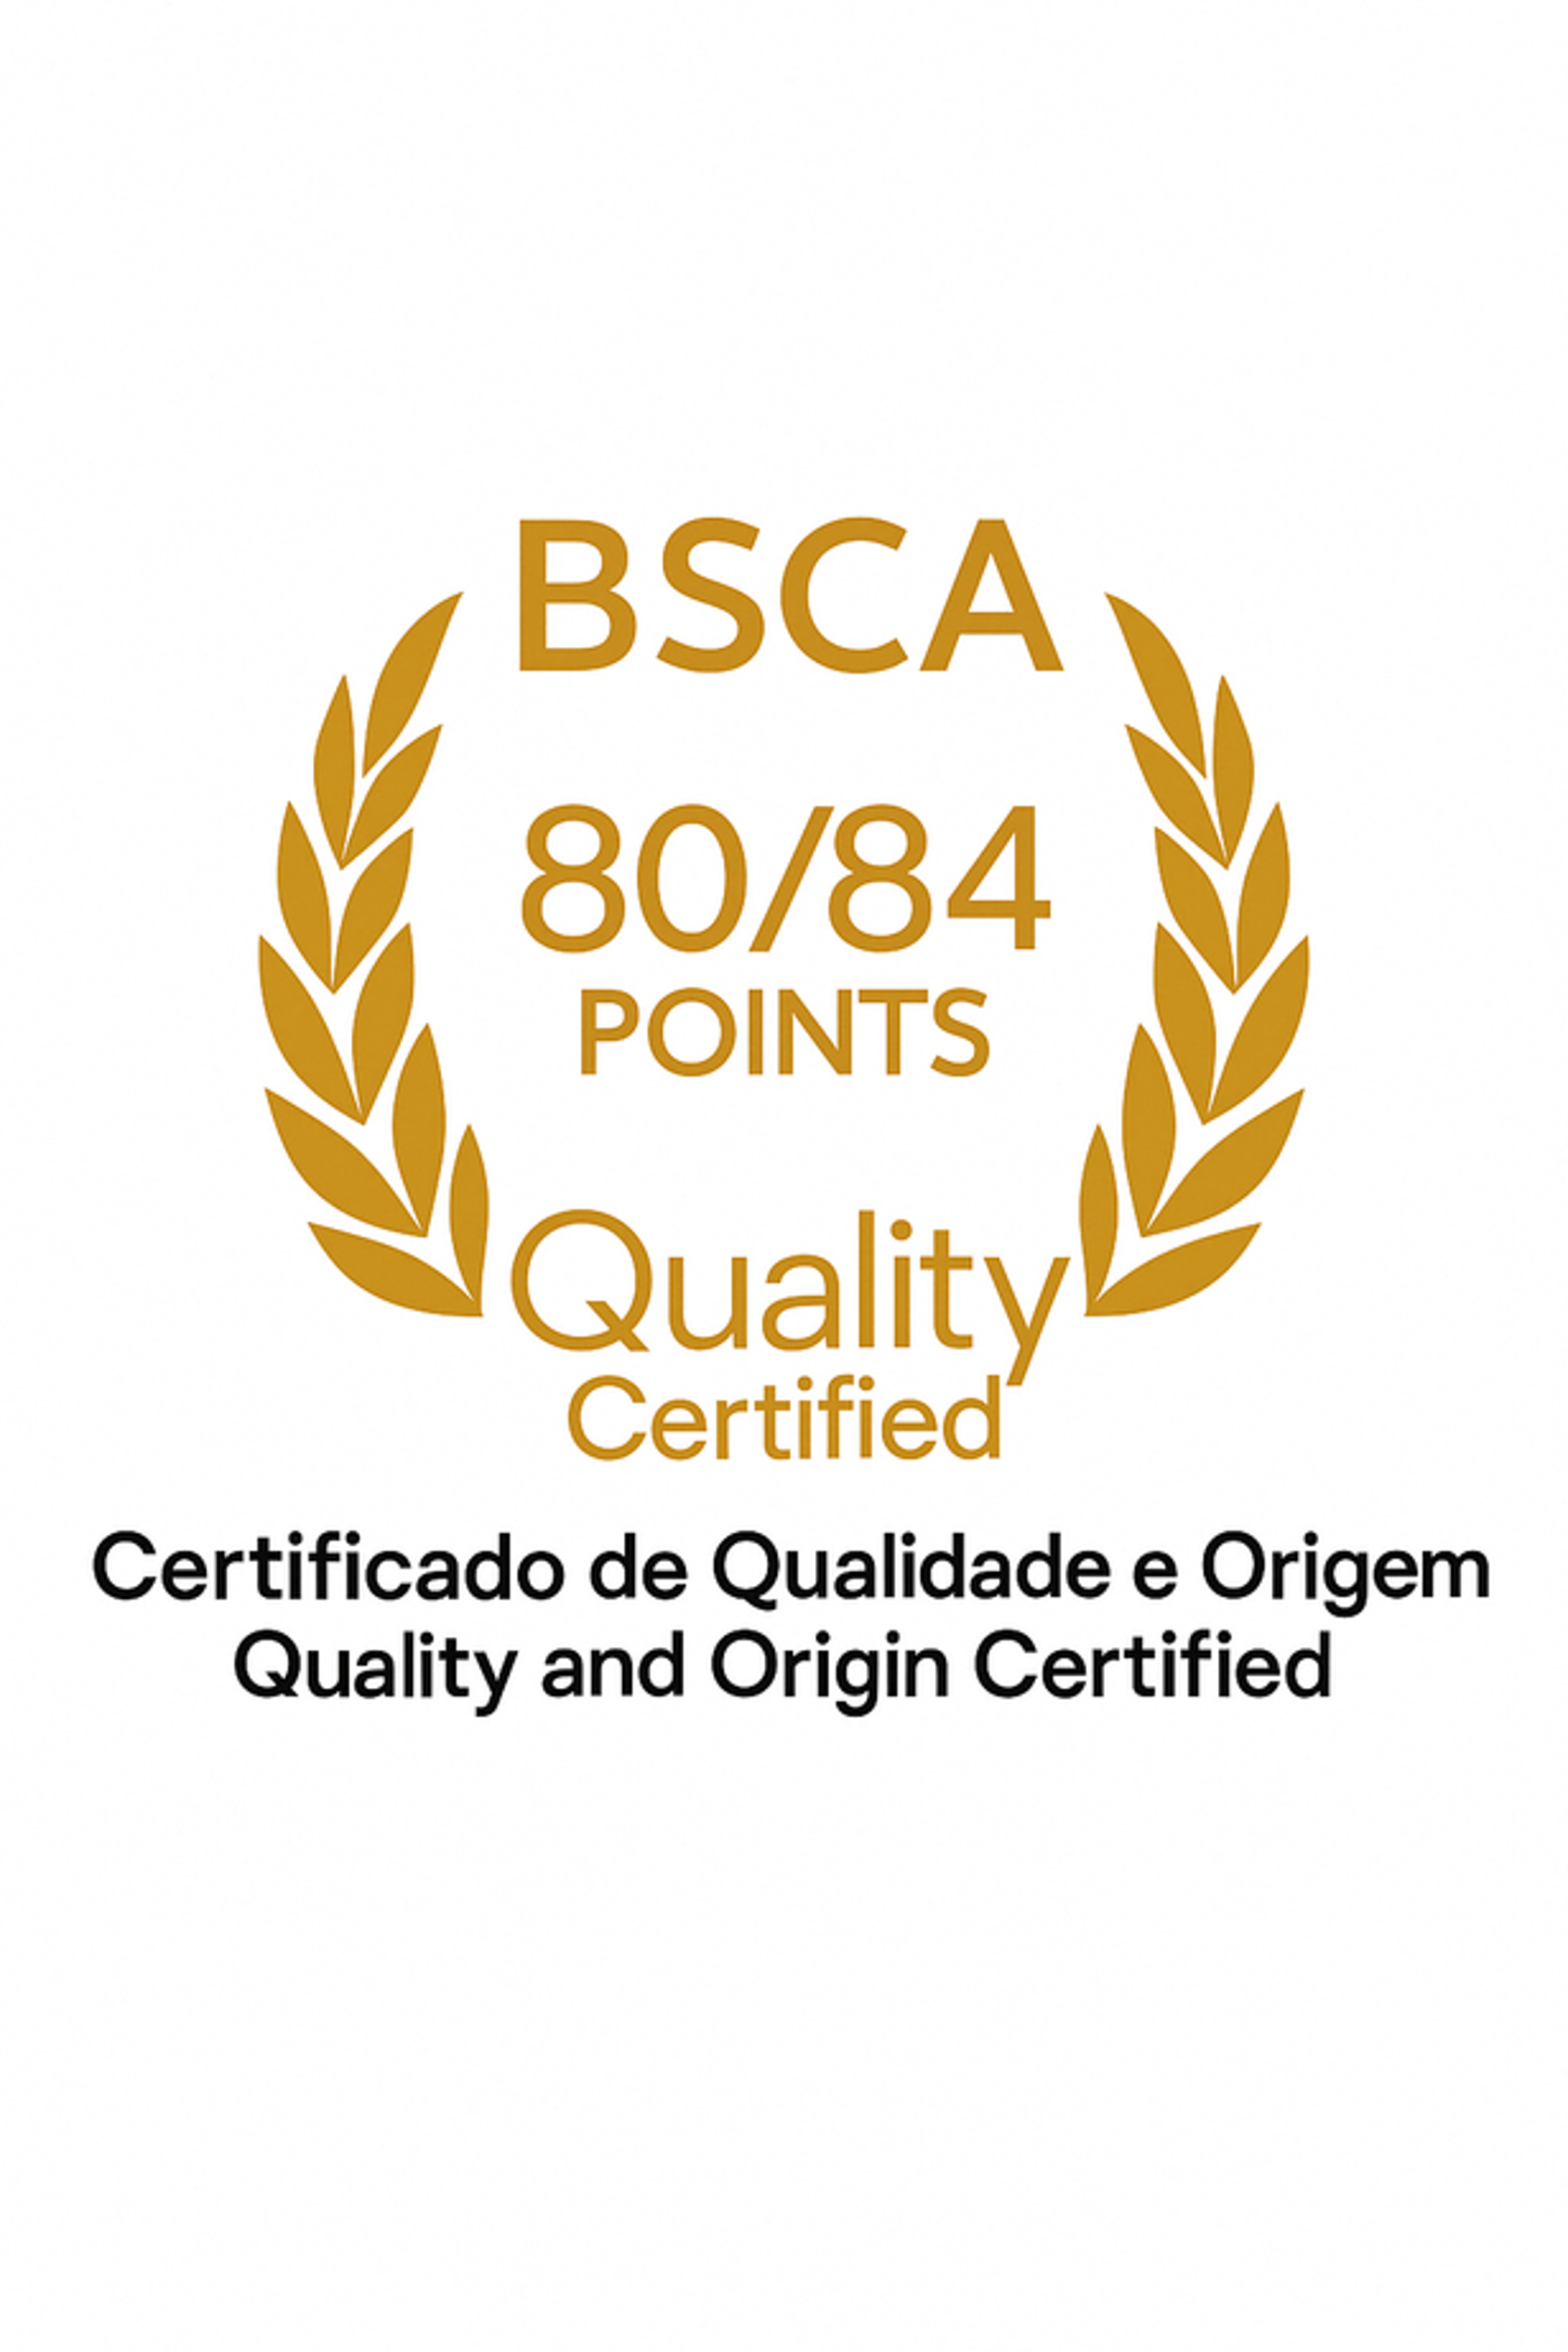 BSCA
80/84
POINTS
Quality
Certified
Certificado de Qualidade e Origem
Quality and Origin Certified